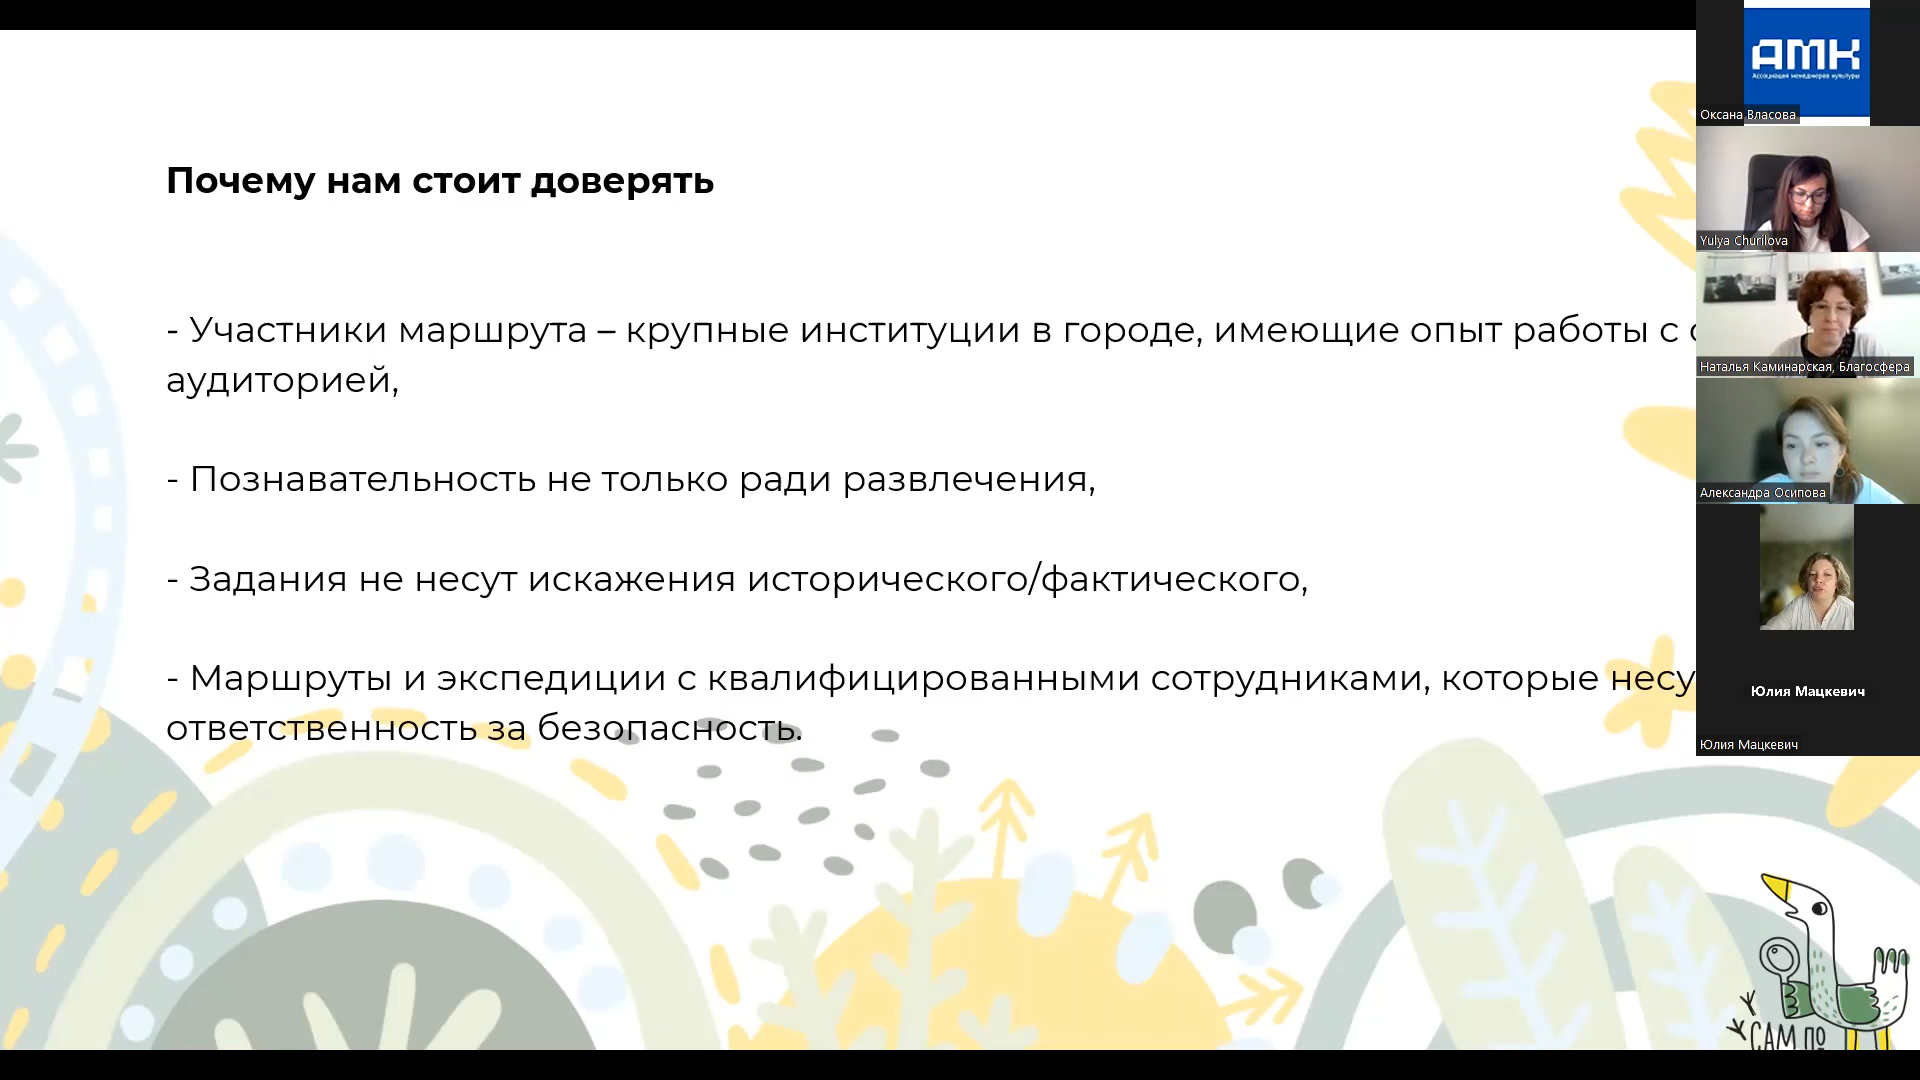 Почему нам стоит доверять
- Участники маршрута – крупные институции в городе, имеющие опыт работы с
аудиторией,
- Познавательность не только ради развлечения,
- Задания не несут искажения исторического/фактического,
- Маршруты и экспедиции с квалифицированными сотрудниками, которые несу
ответственность за безопасность.
АМК
Ассоциация менеджеров культуры
Оксана Власова
Yulya Churilova
Наталья Каминарская, Благосфера
Александра Осипова
Юлия Мацкевич
Юлия Мацкевич
САМ ПО